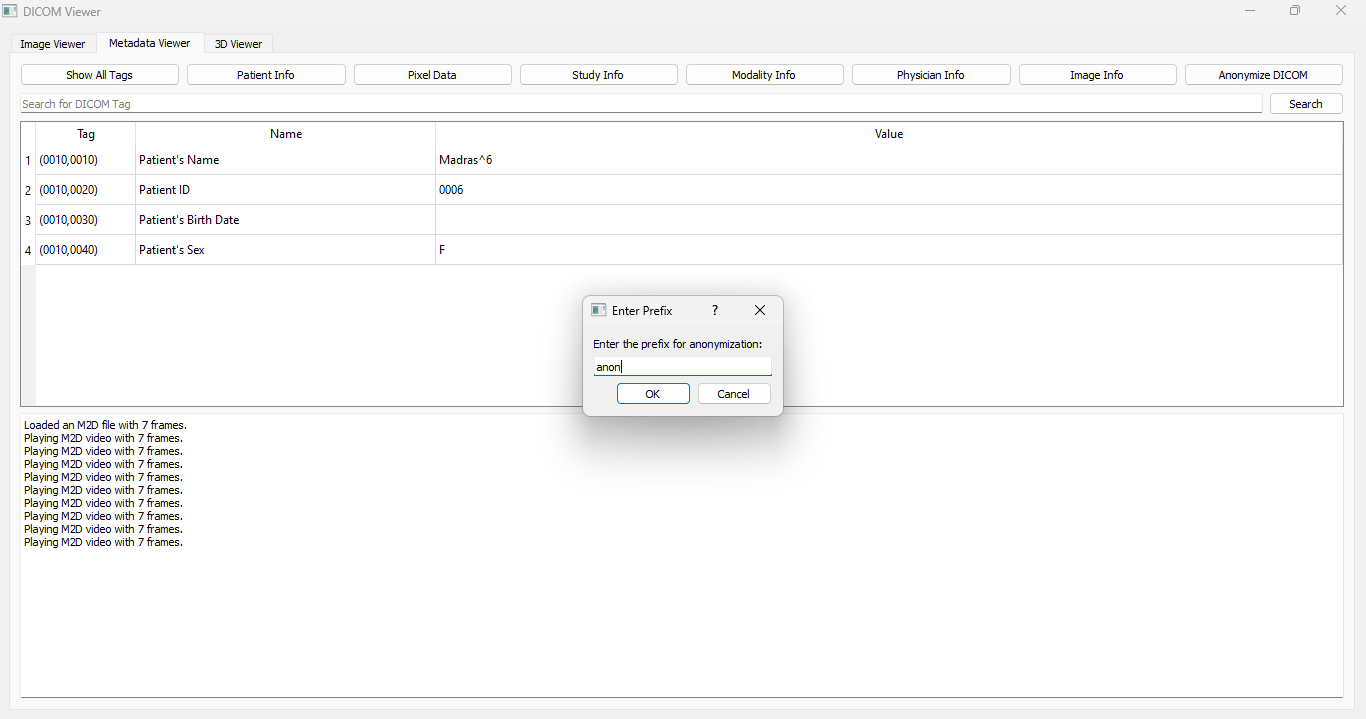 DICOM Viewer
Image Viewer Metadata Viewer 3D Viewer
Show All Tags Patient Info Pixel Data Study Info Modality Info Physician Info Image Info Anonymize DICOM
Search for DICOM Tag Search
Tag Name Value
1 (0010,0010) Patient's Name Madras^6
2 (0010,0020) Patient ID 0006
3 (0010,0030) Patient's Birth Date
4 (0010,0040) Patient's Sex F
Enter Prefix ?
Enter the prefix for anonymization:
anon
OK Cancel
Loaded an M2D file with 7 frames.
Playing M2D video with 7 frames.
Playing M2D video with 7 frames.
Playing M2D video with 7 frames.
Playing M2D video with 7 frames.
Playing M2D video with 7 frames.
Playing M2D video with 7 frames.
Playing M2D video with 7 frames.
Playing M2D video with 7 frames.
Playing M2D video with 7 frames.